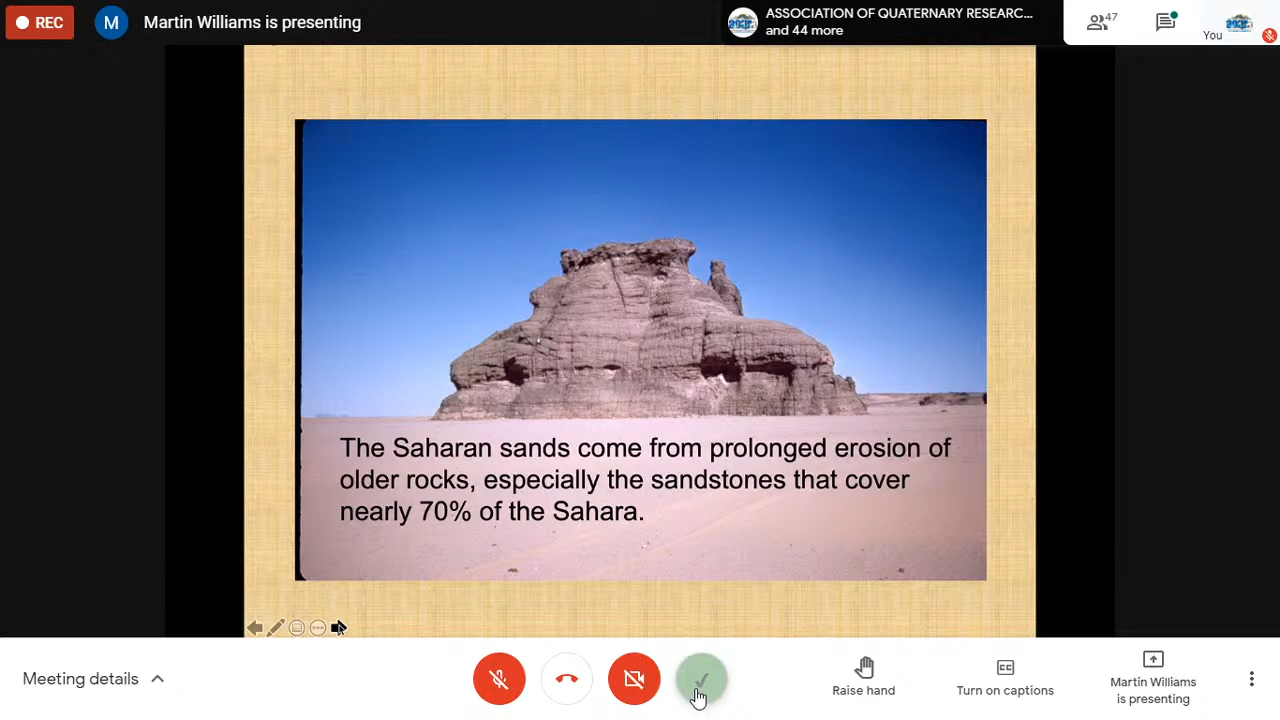 REC
M
Martin Williams is presenting
ASSOCIATION OF QUATERNARY RESEARC...
and 44 more
47
You
The Saharan sands come from prolonged erosion of
older rocks, especially the sandstones that cover
nearly 70% of the Sahara.
Meeting details
Raise hand
CC
Turn on captions
Martin Williams
is presenting